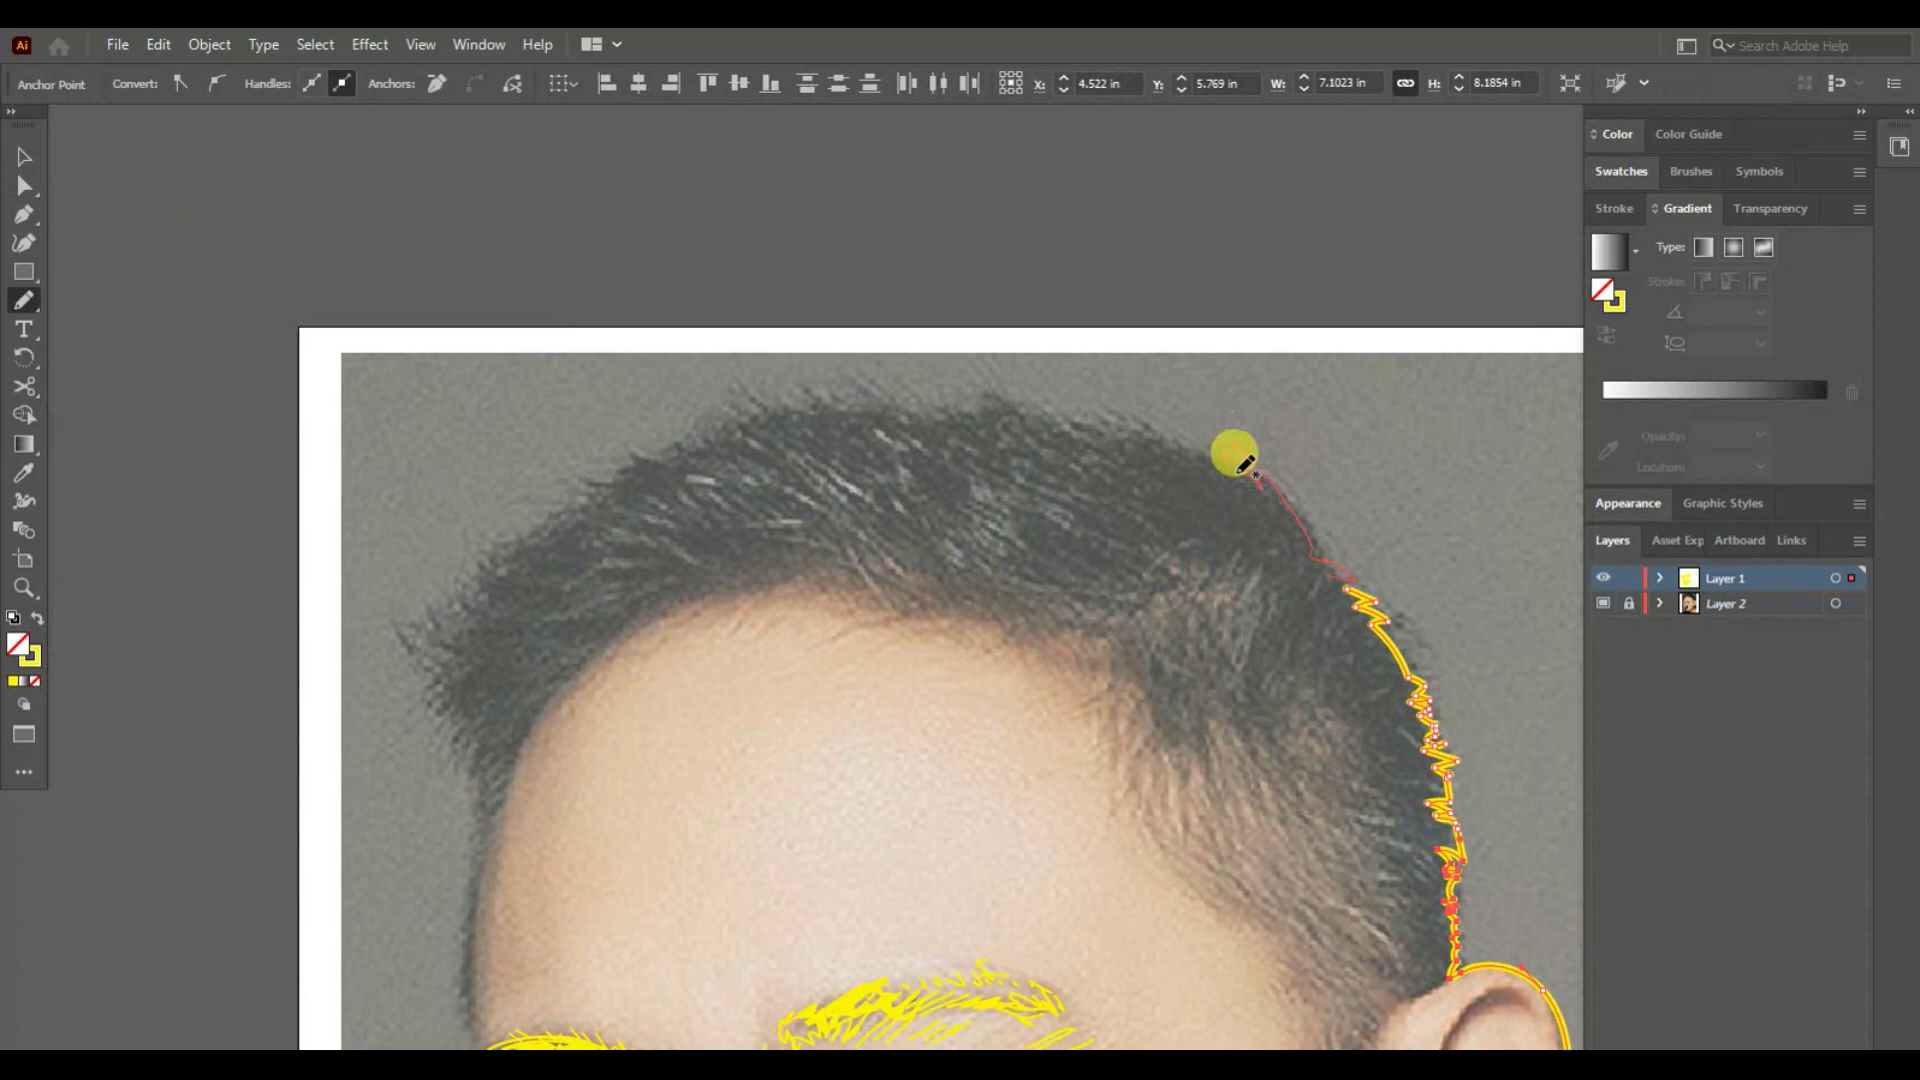 Ai File Edit Object Type Select Effect View Window Help Search Adobe Help
Anchor Point Convert: Handles: Anchors: X: 4.522 in Y: 5.769 in W: 7.1023 in H: 8.1854 in
Color Color Guide
Swatches Brushes Symbols
Stroke Gradient Transparency
Type:
Stroke:
Opacity:
Location:
Appearance Graphic Styles
Layers Asset Exp Artboard Links
Layer 1
Layer 2